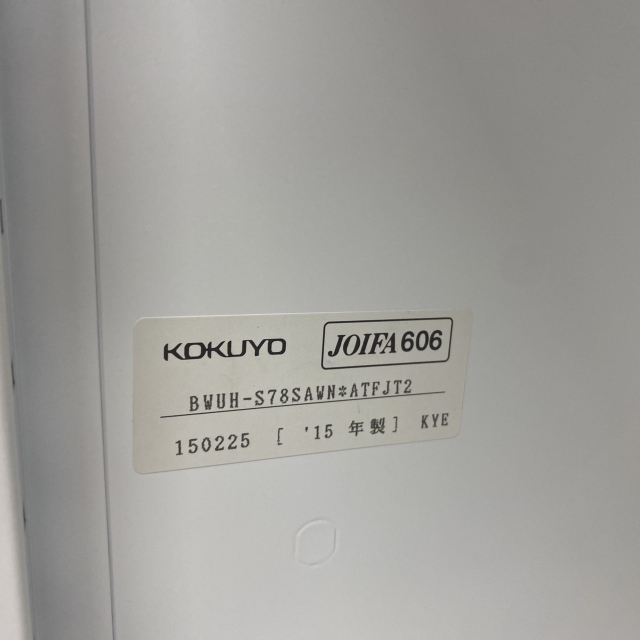 KOKUYO JOIFA606
BWUH-S78SAWN*ATFJT2
150225 [ '15 年製] KYE